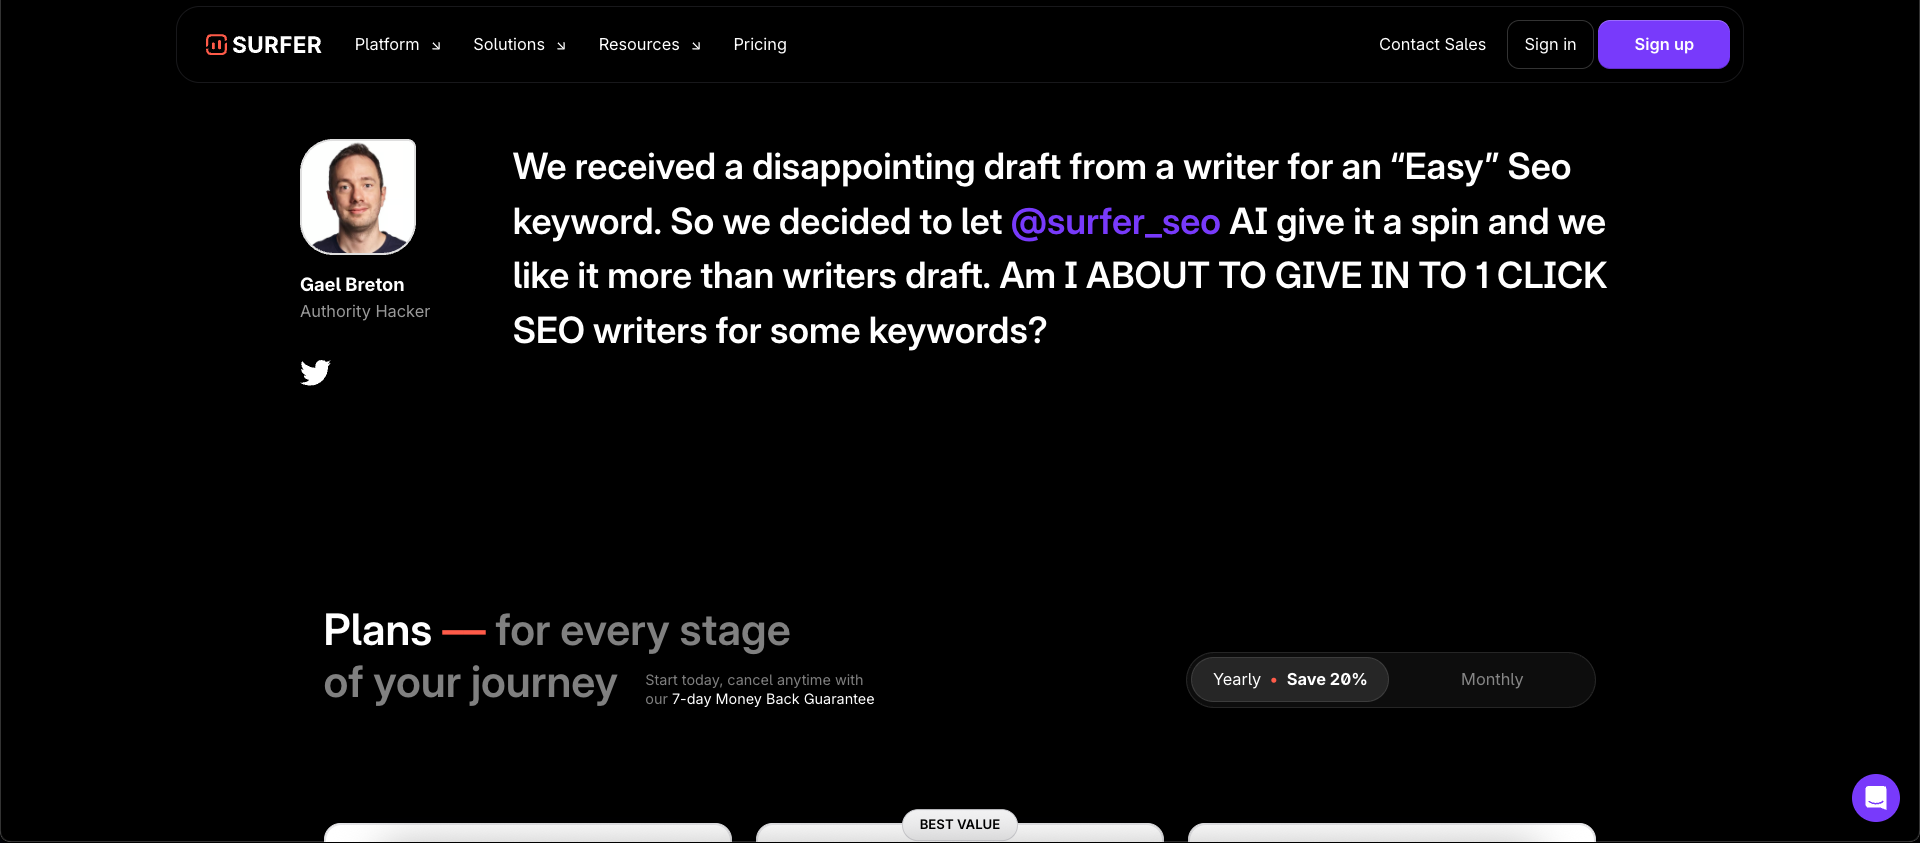 SURFER
Platform
Solutions
Resources
Pricing
Contact Sales
Sign in
Sign up
We received a disappointing draft from a writer for an “Easy” Seo
keyword. So we decided to let @surfer_seo AI give it a spin and we
like it more than writers draft. Am I ABOUT TO GIVE IN TO 1 CLICK
SEO writers for some keywords?
Gael Breton
Authority Hacker
Plans — for every stage
of your journey
Start today, cancel anytime with
our 7-day Money Back Guarantee
Yearly • Save 20%
Monthly
BEST VALUE